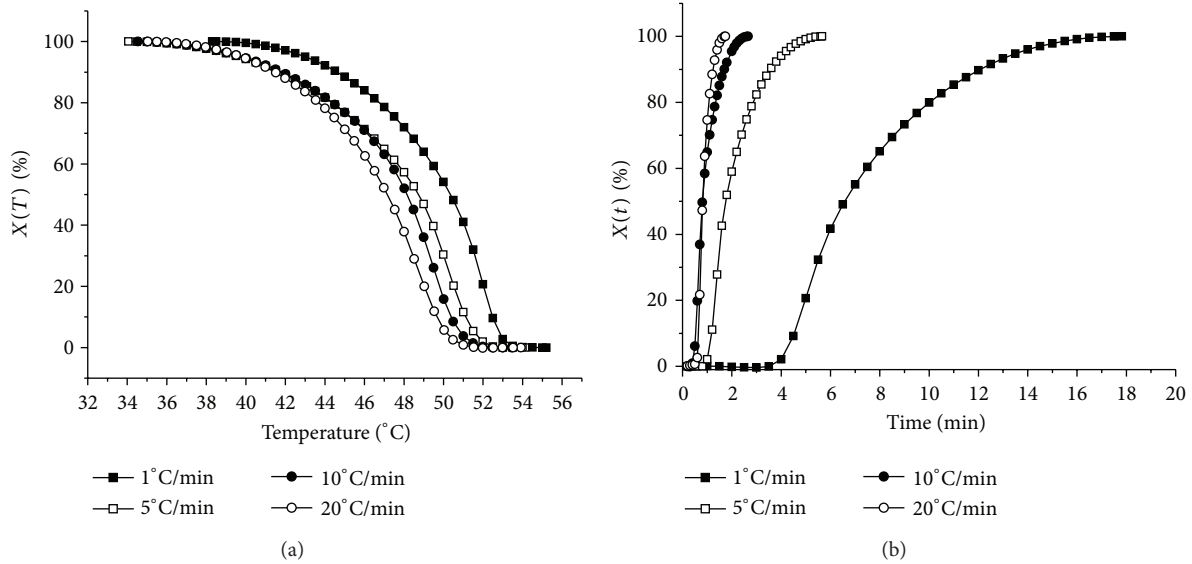 X(T) (%)
100
80
60
40
20
0
32 34 36 38 40 42 44 46 48 50 52 54 56
Temperature (°C)
1°C/min
10°C/min
5°C/min
20°C/min
(a)
X(t) (%)
100
80
60
40
20
0
0 2 4 6 8 10 12 14 16 18 20
Time (min)
1°C/min
10°C/min
5°C/min
20°C/min
(b)